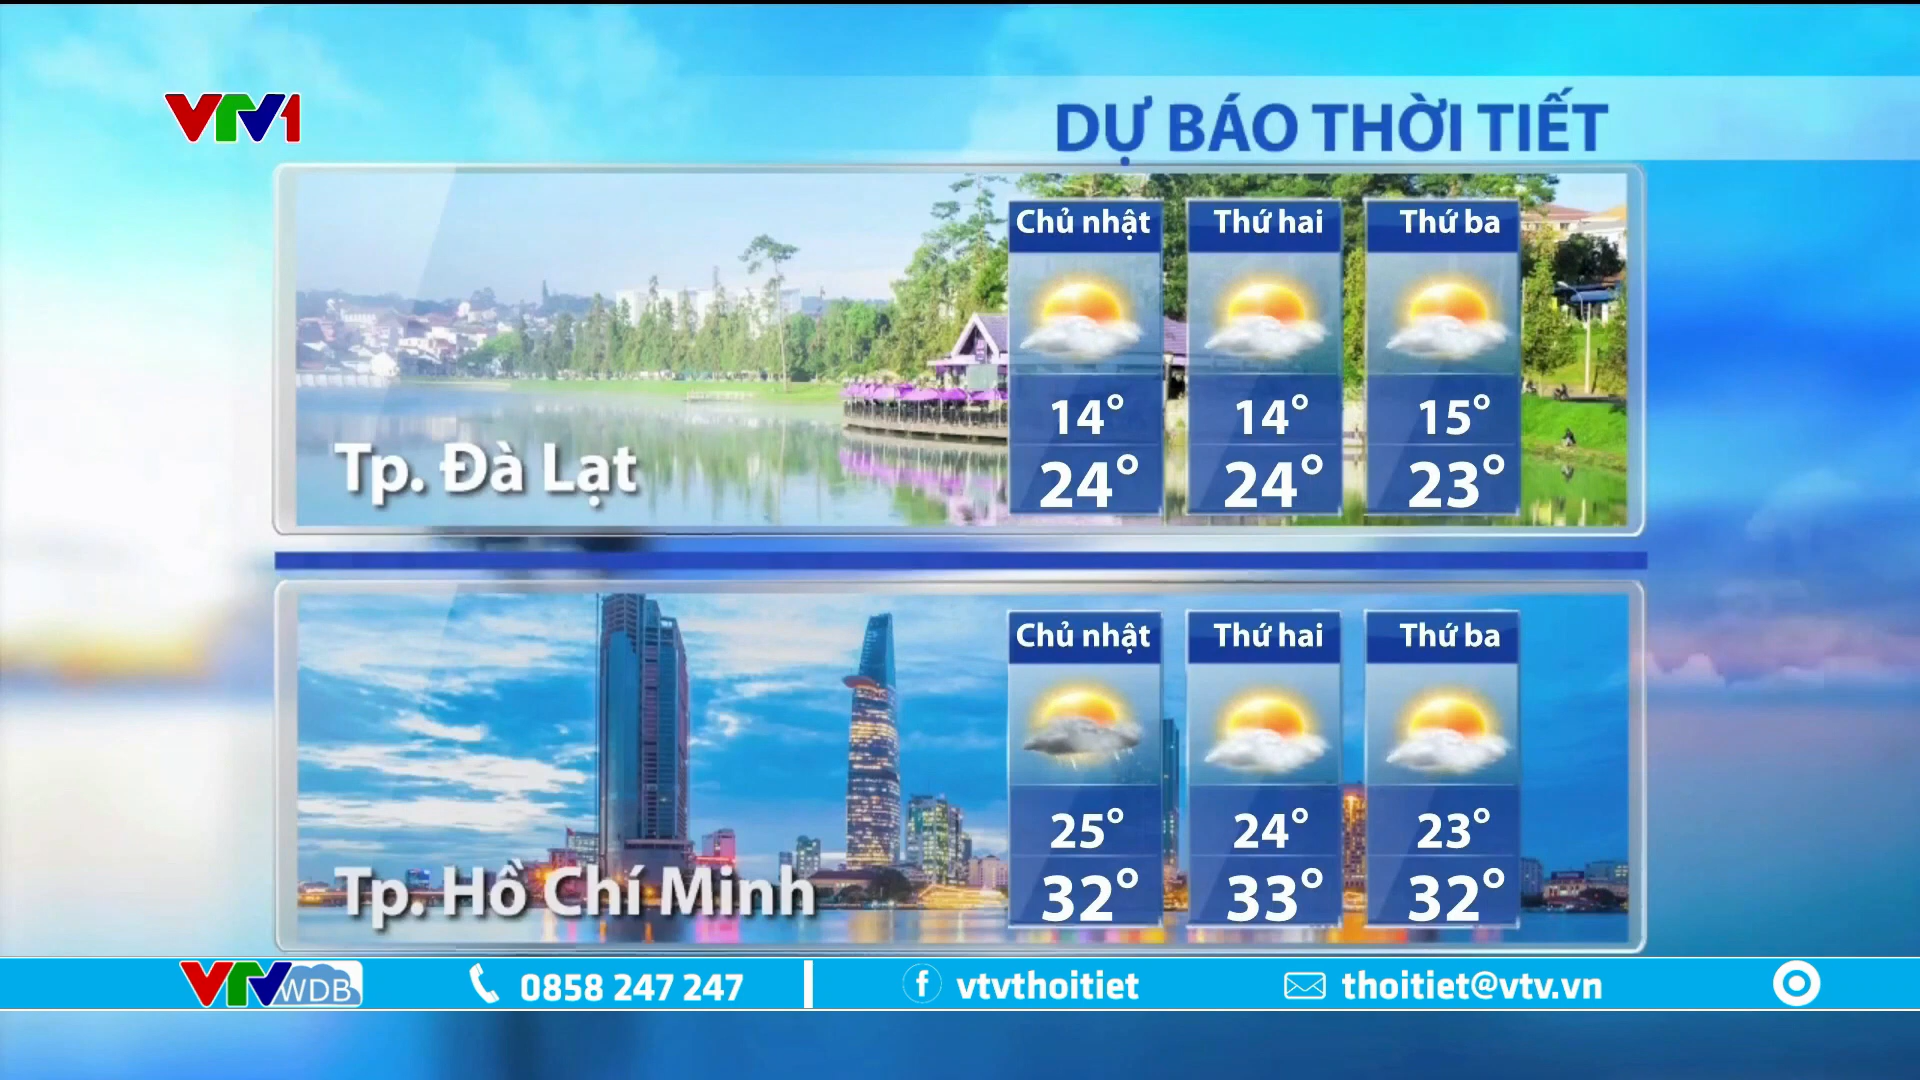 VTV1
DỰ BÁO THỜI TIẾT
Chủ nhật Thứ hai Thứ ba
14° 14° 15°
24° 24° 23°
Tp. Đà Lạt
Chủ nhật Thứ hai Thứ ba
25° 24° 23°
32° 33° 32°
Tp. Hồ Chí Minh
VTV WDB 0858 247 247 vtvthoitiet thoitiet@vtv.vn